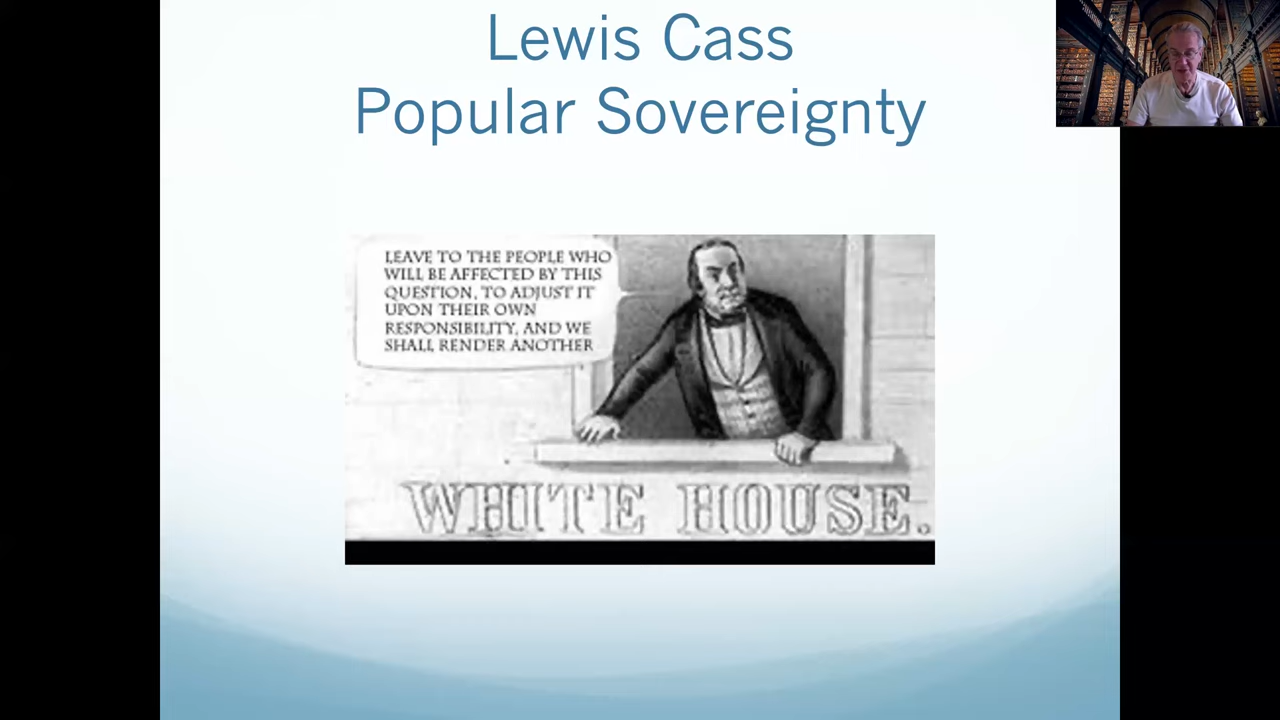 Lewis Cass
Popular Sovereignty
LEAVE TO THE PEOPLE WHO
WILL BE AFFECTED BY THIS
QUESTION, TO ADJUST IT
UPON THEIR OWN
RESPONSIBILITY, AND WE
SHALL RENDER ANOTHER
WHITE HOUSE.